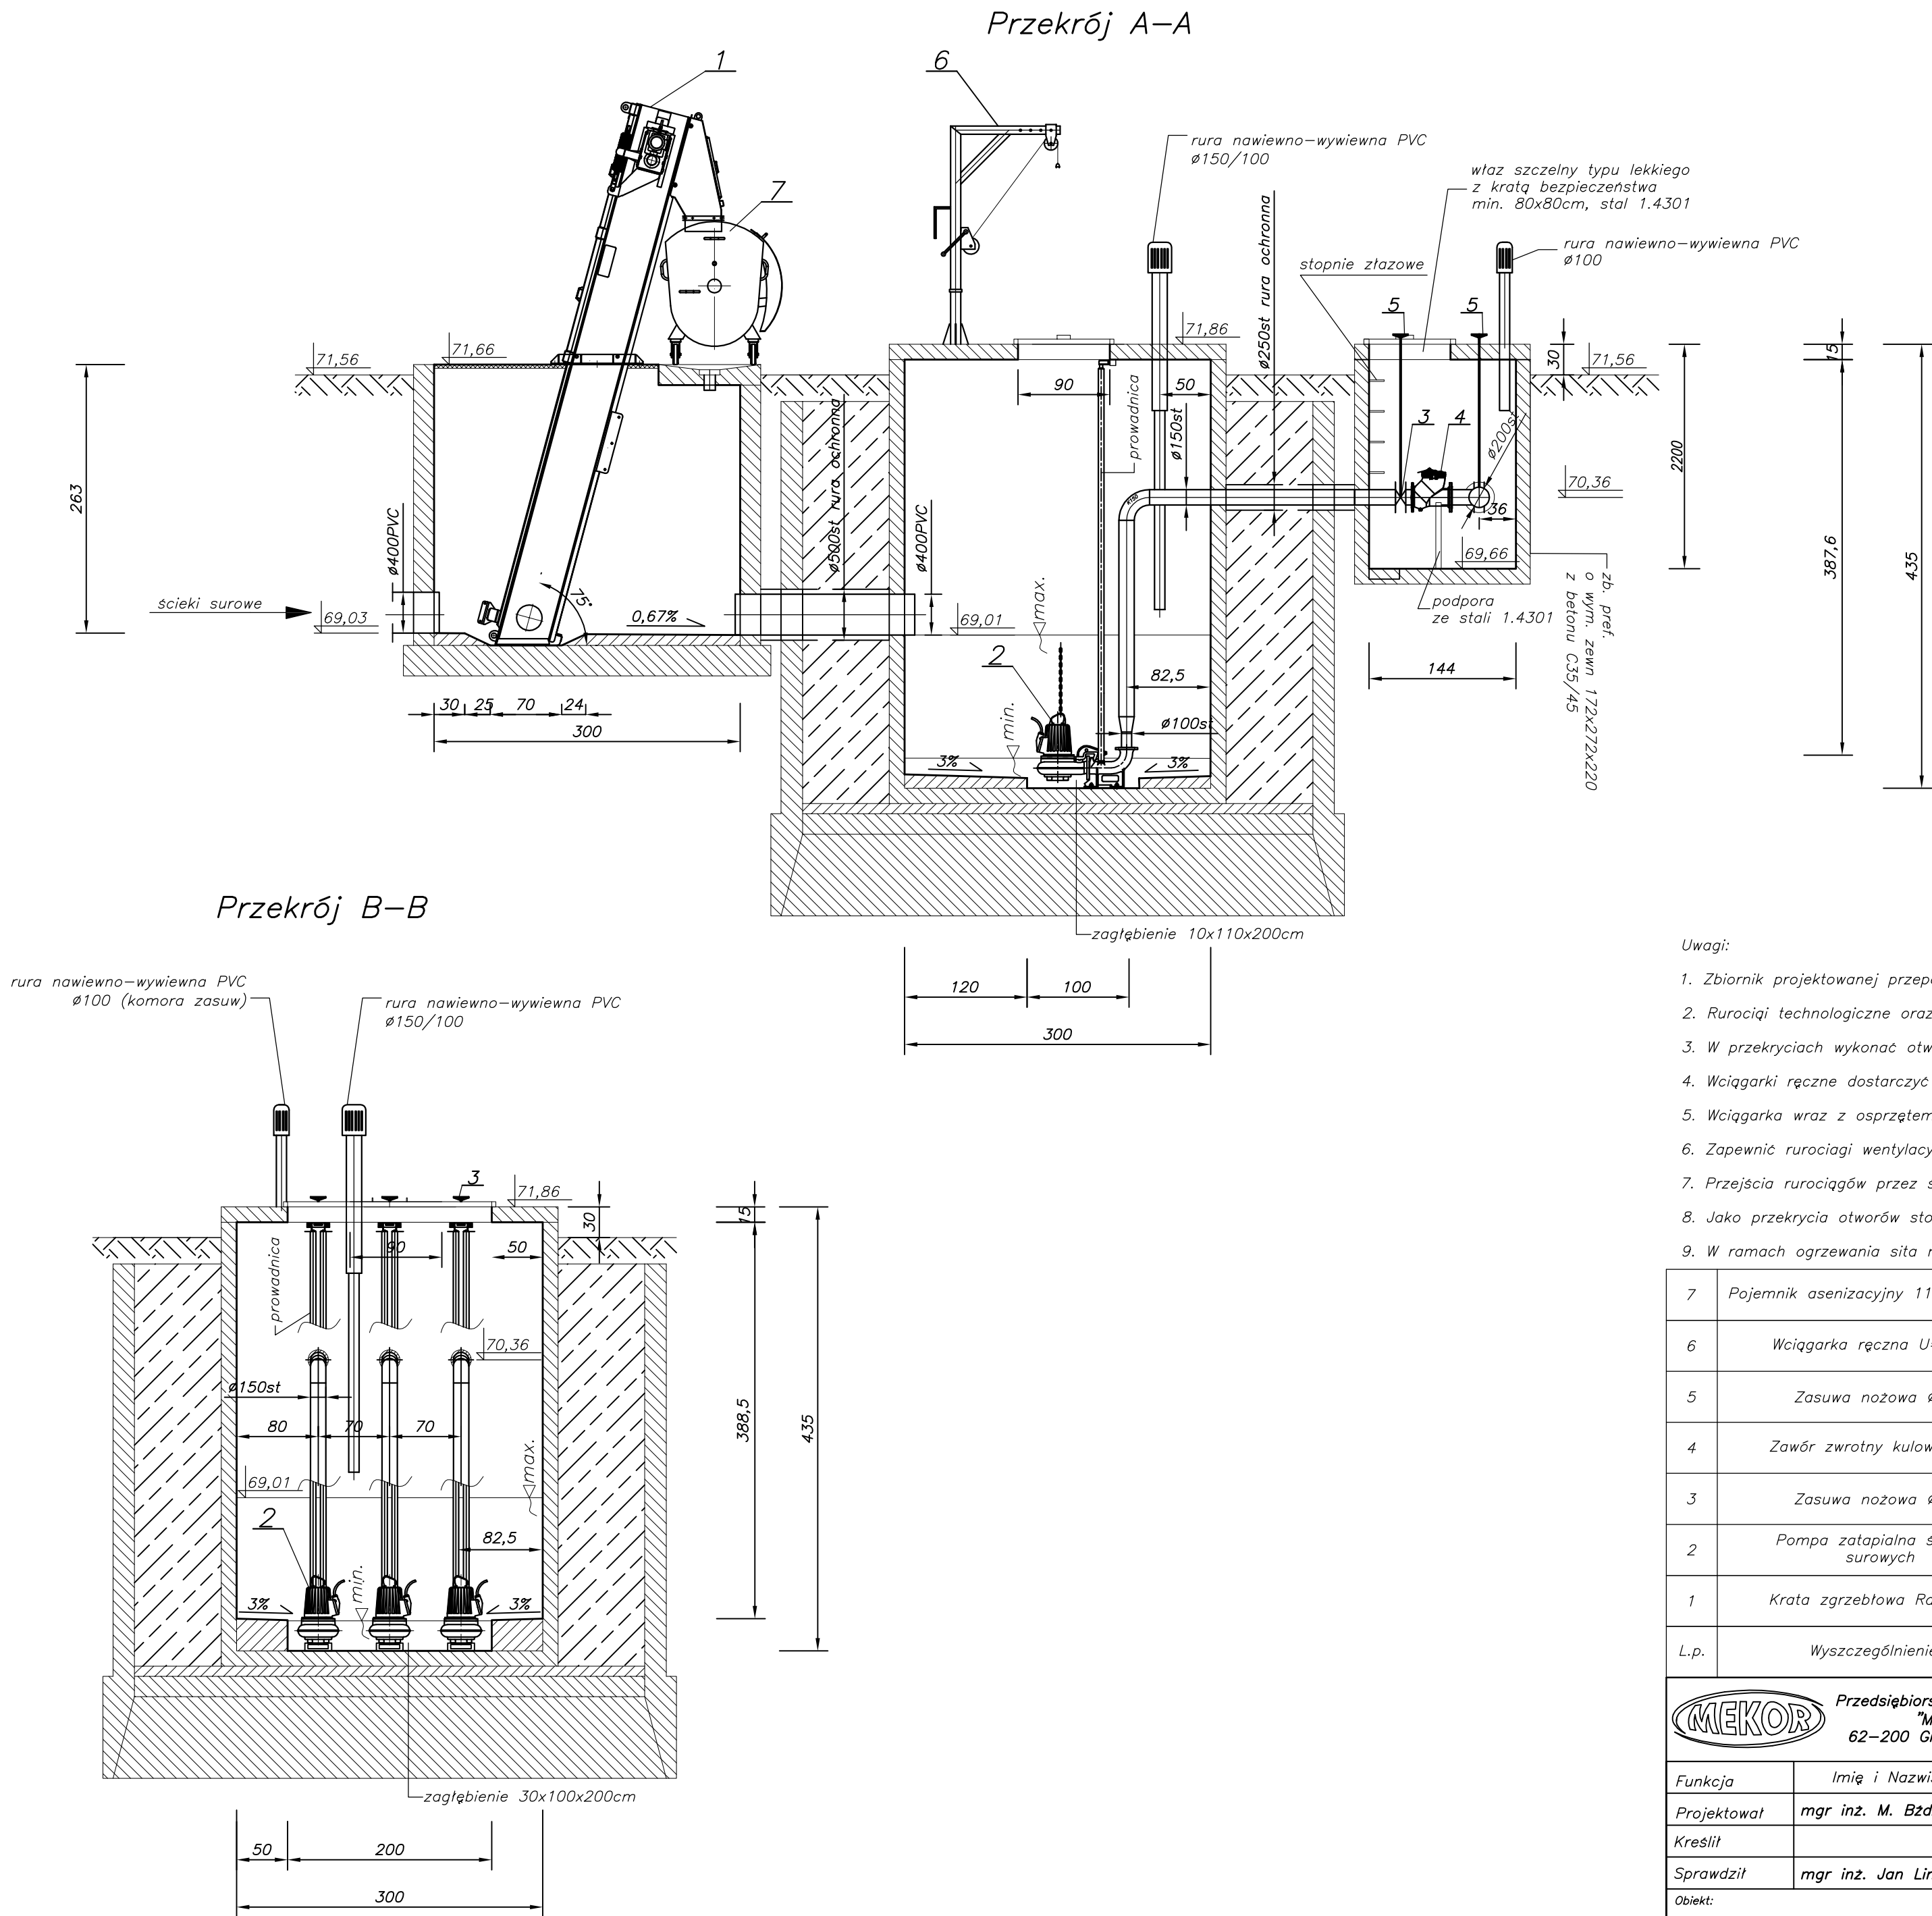 Przekrój A-A
1
6
7
rura nawiewno-wywiewna PVC
ø150/100
właz szczelny typu lekkiego
z kratą bezpieczeństwa
min. 80x80cm, stal 1.4301
rura nawiewno-wywiewna PVC
ø100
stopnie złazowe
ø250st rura ochronna
5
5
71,56
71,66
71,86
30
71,56
15
90
50
prowadnica
ø150st
3
4
ø200st
2200
263
ø500st rura ochronna
ø400PVC
ø400PVC
ø150
70,36
36
69,66
387,6
435
ścieki surowe
69,03
75°
0,67%
69,01
max.
podpora
ze stali 1.4301
zb. pref.
o wym. zewn 172x272x220
z betonu C35/45
144
2
82,5
30
25
70
24
300
min.
ø100st
3%
3%
zagłębienie 10x110x200cm
120
100
300
Przekrój B-B
rura nawiewno-wywiewna PVC
ø100 (komora zasuw)
rura nawiewno-wywiewna PVC
ø150/100
3
71,86
30
15
90
50
prowadnica
70,36
ø150st
80
70
70
388,5
435
69,01
max.
2
82,5
min.
3%
3%
zagłębienie 30x100x200cm
50
200
300
Uwagi:
1. Zbiornik projektowanej
2. Rurociągi technologiczne oraz
3. W przekryciach wykonać
4. Wciągarki ręczne dostarczyć
5. Wciągarka wraz z osprzętem
6. Zapewnić rurociagi
7. Przejścia rurociągów przez
8. Jako przekrycia otworów
9. W ramach ogrzewania sita
7
Pojemnik asenizacyjny
6
Wciągarka ręczna
5
Zasuwa nożowa
4
Zawór zwrotny
3
Zasuwa nożowa
2
Pompa zatapialna
surowych
1
Krata zgrzebłowa
L.p.
Wyszczególnienie
MEKOR
62-200
Funkcja
Imię i
Projektował
mgr inż. M.
Kreślił
Sprawdził
mgr inż. Jan
Obiekt: